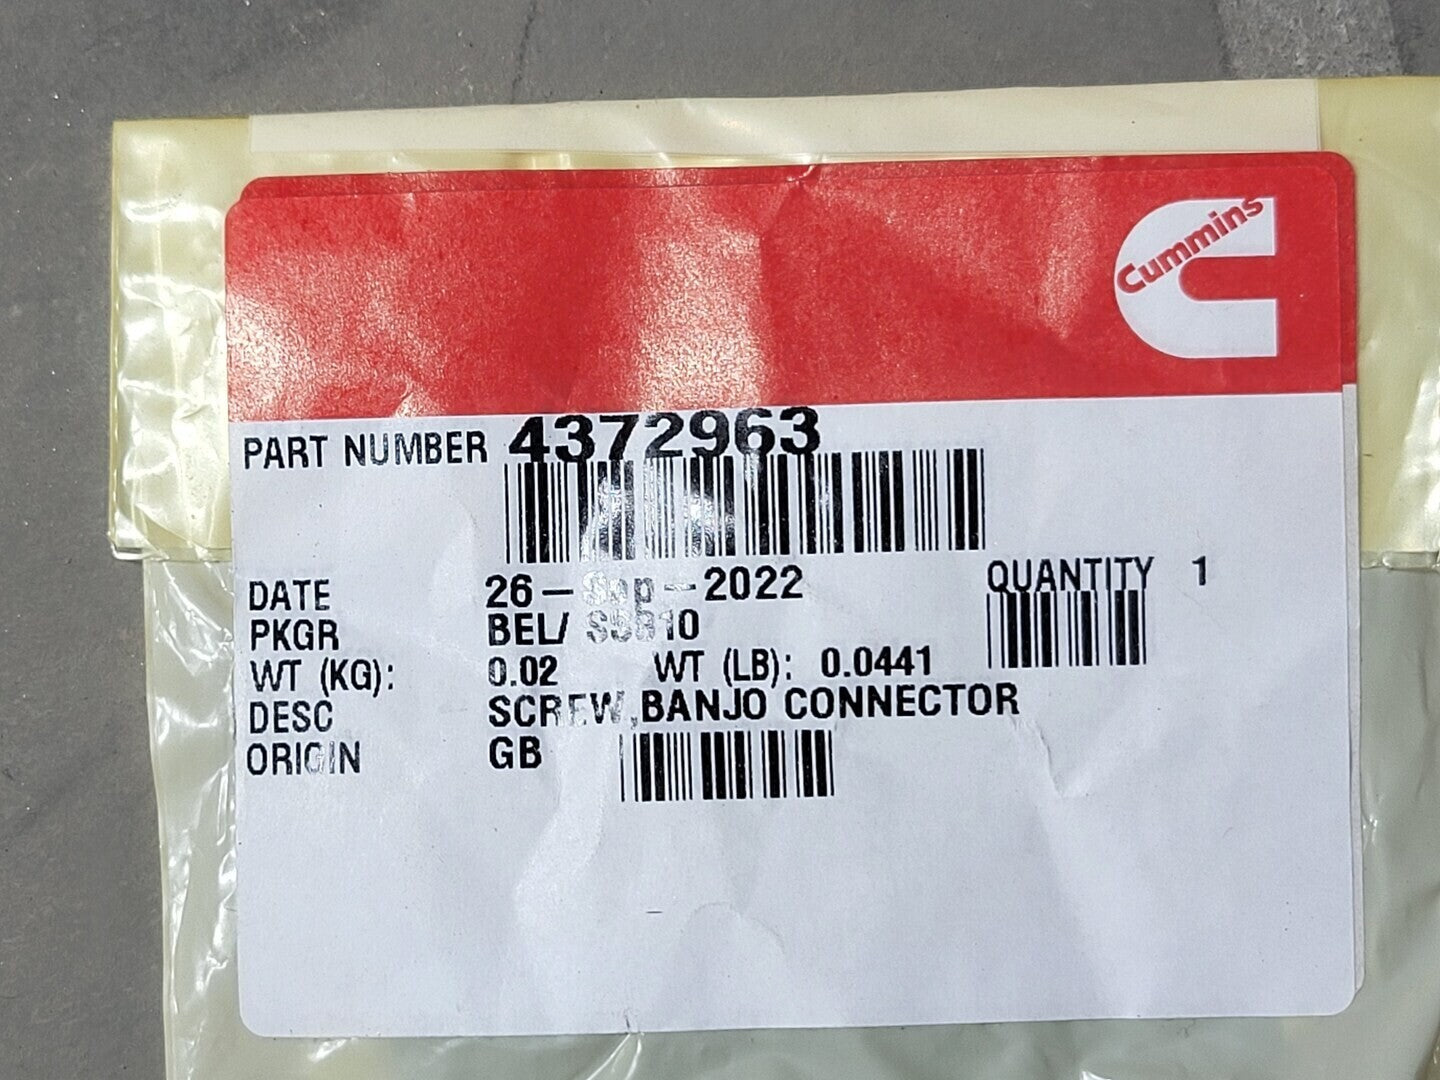 Cummins
PART NUMBER 4372963
DATE 26-Sep-2022
QUANTITY 1
PKGR BEL/
WT (KG): 0.02 WT (LB): 0.0441
DESC SCREW,BANJO CONNECTOR
ORIGIN GB